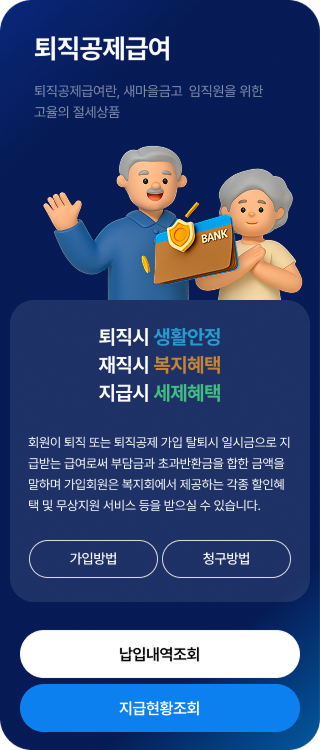 퇴직공제급여
퇴직공제급여란, 새마을금고 임직원을 위한
고율의 절세상품
BANK
퇴직시 생활안정
재직시 복지혜택
지급시 세제혜택
회원이 퇴직 또는 퇴직공제 가입 탈퇴시 일시금으로 지
급받는 급여로써 부담금과 초과반환금을 합한 금액을
말하며 가입회원은 복지회에서 제공하는 각종 할인혜
택 및 무상지원 서비스 등을 받으실 수 있습니다.
가입방법 청구방법
납입내역조회
지급현황조회